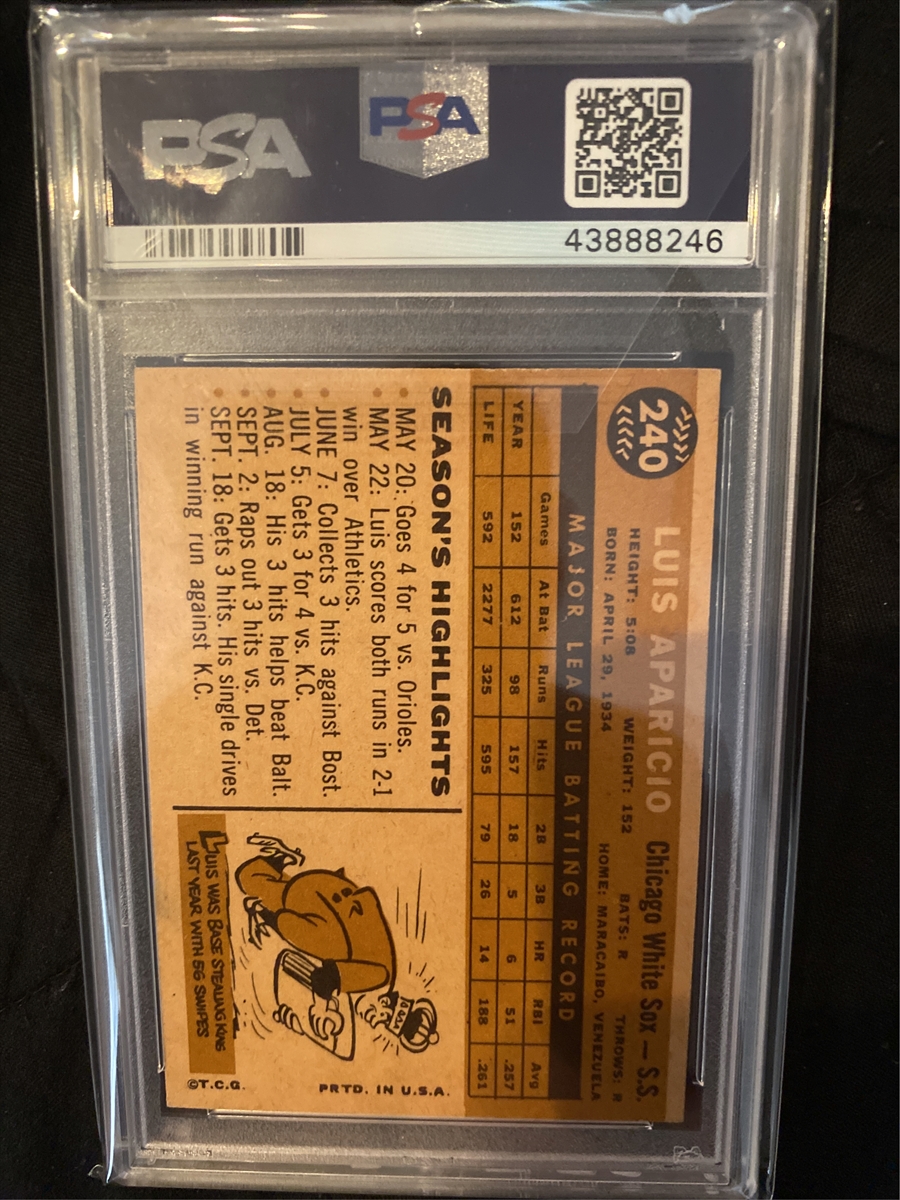 PSA
PSA
43888246
240
LUIS APARICIO Chicago White Sox — S.S.
HEIGHT: 5:08 WEIGHT: 152 BATS: R THROWS: R
BORN: APRIL 29, 1934 HOME: MARACAIBO, VENEZUELA
MAJOR LEAGUE BATTING RECORD
Games At Bat Runs Hits 2B 3B HR RBI Avg
YEAR 152 612 98 157 18 5 6 51 .257
LIFE 592 2277 325 595 79 26 14 188 .261
SEASON'S HIGHLIGHTS
• MAY 20: Goes 4 for 5 vs. Orioles.
• MAY 22: Luis scores both runs in 2-1
win over Athletics.
• JUNE 7: Collects 3 hits against Bost.
• JULY 5: Gets 3 for 4 vs. K.C.
• AUG. 18: His 3 hits helps beat Balt.
• SEPT. 2: Raps out 3 hits vs. Det.
• SEPT. 18: Gets 3 hits. His single drives
in winning run against K.C.
LUIS WAS BASE STEALING KING
LAST YEAR WITH 56 SWIPES
©T.C.G. PRTD. IN U.S.A.